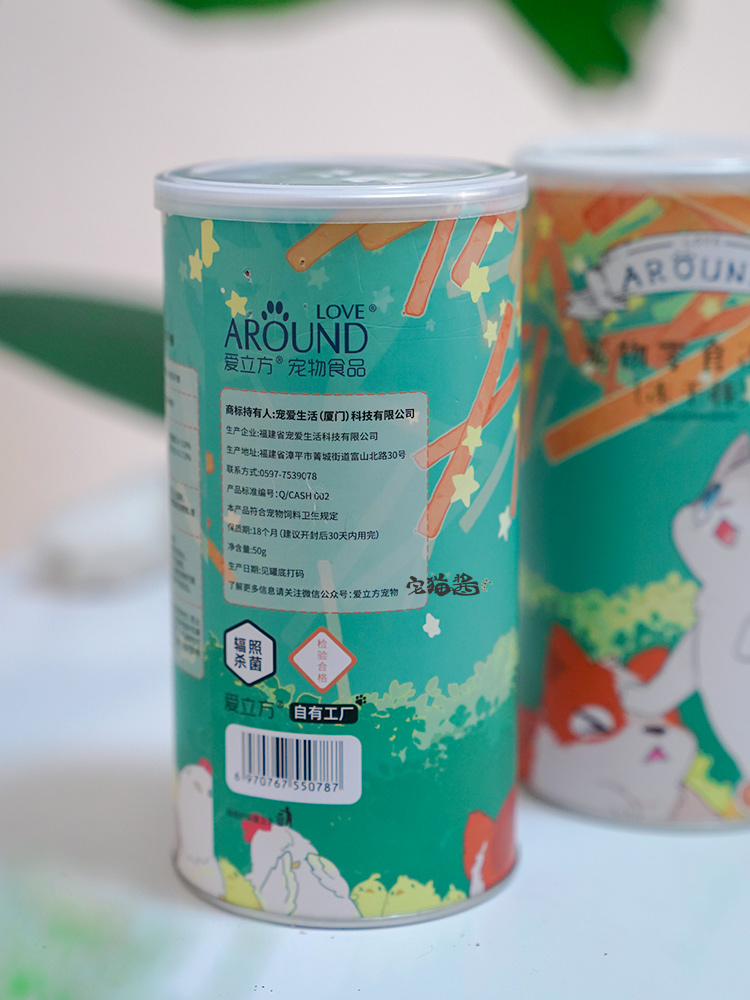 LOVE®
AROUND
爱立方® 宠物食品
商标持有人:宠爱生活(厦门)科技有限公司
生产企业:福建省宠爱生活科技有限公司
生产地址:福建省漳平市菁城街道富山北路30号
联系方式:0597-7539078
产品标准编号:Q/CASH 002
本产品符合宠物饲料卫生规定
保质期:18个月(建议开封后30天内用完)
净含量:50g
生产日期:见罐底打码
了解更多信息请关注微信公众号:爱立方宠物
宅猫酱
辐照
杀菌
检验合格
爱立方® 自有工厂
6 970767 550787
LOVE
AROUN
物零食